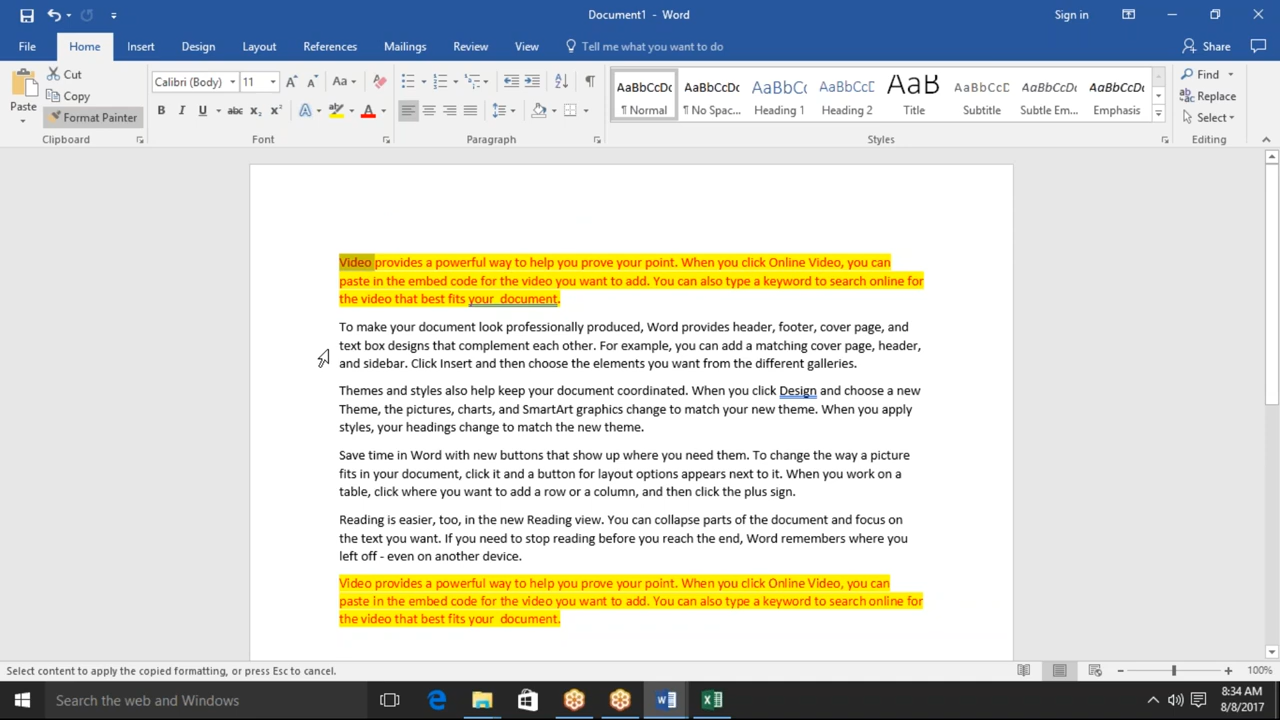 Document1 - Word
Sign in
File Home Insert Design Layout References Mailings Review View Tell me what you want to do Share
Paste
Cut
Copy
Format Painter
Clipboard
Calibri (Body) 11
Font
Paragraph
AaBbCcDc AaBbCcDc AaBbC AaBbCcD AaB AaBbCcD AaBbCcDc AaBbCcDc
¶ Normal ¶ No Spac... Heading 1 Heading 2 Title Subtitle Subtle Em... Emphasis
Styles
Find
Replace
Select
Editing
Video provides a powerful way to help you prove your point. When you click Online Video, you can
paste in the embed code for the video you want to add. You can also type a keyword to search online for
the video that best fits your  document.
To make your document look professionally produced, Word provides header, footer, cover page, and
text box designs that complement each other. For example, you can add a matching cover page, header,
and sidebar. Click Insert and then choose the elements you want from the different galleries.
Themes and styles also help keep your document coordinated. When you click Design and choose a new
Theme, the pictures, charts, and SmartArt graphics change to match your new theme. When you apply
styles, your headings change to match the new theme.
Save time in Word with new buttons that show up where you need them. To change the way a picture
fits in your document, click it and a button for layout options appears next to it. When you work on a
table, click where you want to add a row or a column, and then click the plus sign.
Reading is easier, too, in the new Reading view. You can collapse parts of the document and focus on
the text you want. If you need to stop reading before you reach the end, Word remembers where you
left off - even on another device.
Video provides a powerful way to help you prove your point. When you click Online Video, you can
paste in the embed code for the video you want to add. You can also type a keyword to search online for
the video that best fits your  document.
Select content to apply the copied formatting, or press Esc to cancel.
100%
Search the web and Windows
8:34 AM
8/8/2017